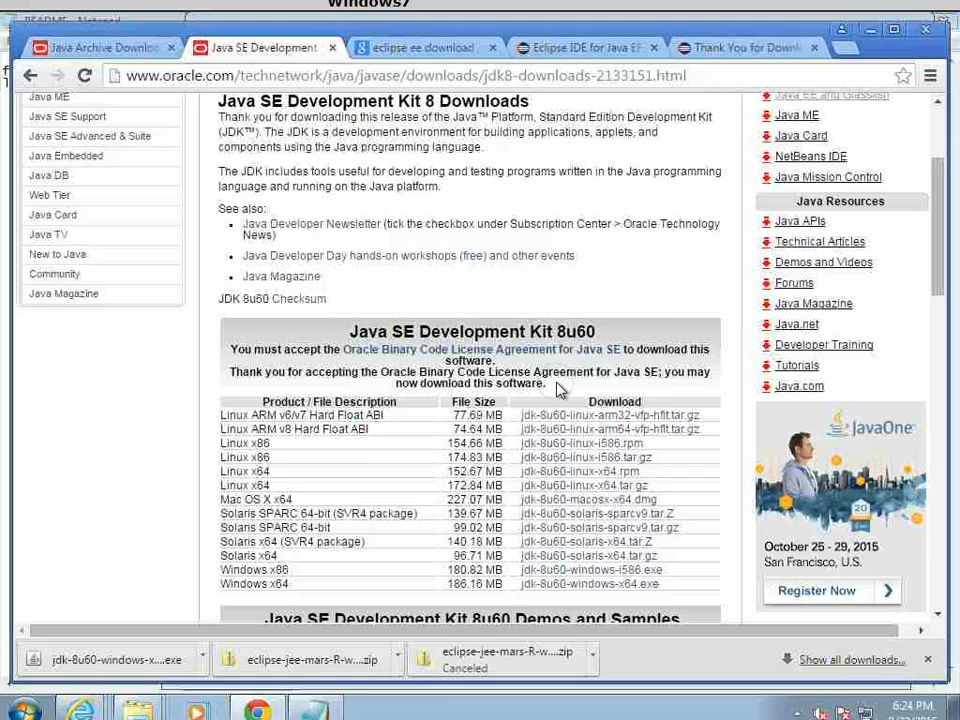 Windows7
README - Notepad
Java Archive Downlo
Java SE Development
eclipse ee download
Eclipse IDE for Java EE
Thank You for Downl
www.oracle.com/technetwork/java/javase/downloads/jdk8-downloads-2133151.html
Java ME
Java SE Support
Java SE Advanced & Suite
Java Embedded
Java DB
Web Tier
Java Card
Java TV
New to Java
Community
Java Magazine
Java SE Development Kit 8 Downloads
Thank you for downloading this release of the Java™ Platform, Standard Edition Development Kit
(JDK™). The JDK is a development environment for building applications, applets, and
components using the Java programming language.
The JDK includes tools useful for developing and testing programs written in the Java programming
language and running on the Java platform.
See also:
Java Developer Newsletter (tick the checkbox under Subscription Center > Oracle Technology
News)
Java Developer Day hands-on workshops (free) and other events
Java Magazine
JDK 8u60 Checksum
Java SE Development Kit 8u60
You must accept the Oracle Binary Code License Agreement for Java SE to download this
software.
Thank you for accepting the Oracle Binary Code License Agreement for Java SE; you may
now download this software.
Product / File Description File Size Download
Linux ARM v6/v7 Hard Float ABI 77.69 MB jdk-8u60-linux-arm32-vfp-hflt.tar.gz
Linux ARM v8 Hard Float ABI 74.64 MB jdk-8u60-linux-arm64-vfp-hflt.tar.gz
Linux x86 154.66 MB jdk-8u60-linux-i586.rpm
Linux x86 174.83 MB jdk-8u60-linux-i586.tar.gz
Linux x64 152.67 MB jdk-8u60-linux-x64.rpm
Linux x64 172.84 MB jdk-8u60-linux-x64.tar.gz
Mac OS X x64 227.07 MB jdk-8u60-macosx-x64.dmg
Solaris SPARC 64-bit (SVR4 package) 139.67 MB jdk-8u60-solaris-sparcv9.tar.Z
Solaris SPARC 64-bit 99.02 MB jdk-8u60-solaris-sparcv9.tar.gz
Solaris x64 (SVR4 package) 140.18 MB jdk-8u60-solaris-x64.tar.Z
Solaris x64 96.71 MB jdk-8u60-solaris-x64.tar.gz
Windows x86 180.82 MB jdk-8u60-windows-i586.exe
Windows x64 186.16 MB jdk-8u60-windows-x64.exe
Java SE Development Kit 8u60 Demos and Samples
Java EE and Glassfish
Java ME
Java Card
NetBeans IDE
Java Mission Control
Java Resources
Java APIs
Technical Articles
Demos and Videos
Forums
Java Magazine
Java.net
Developer Training
Tutorials
Java.com
JavaOne
20
October 25 - 29, 2015
San Francisco, U.S.
Register Now
jdk-8u60-windows-x....exe
eclipse-jee-mars-R-w....zip
eclipse-jee-mars-R-w....zip
Canceled
Show all downloads...
6:24 PM